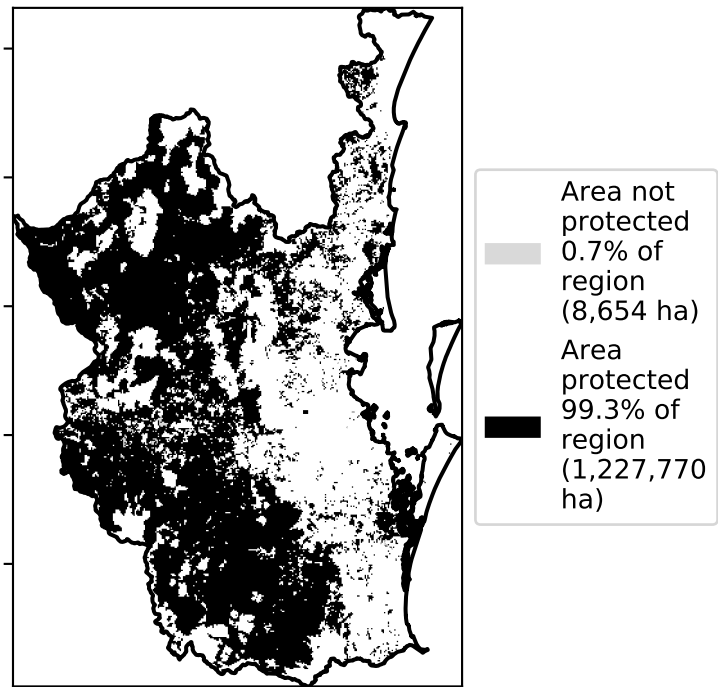 Area not
protected
0.7% of
region
(8,654 ha)
Area
protected
99.3% of
region
(1,227,770
ha)